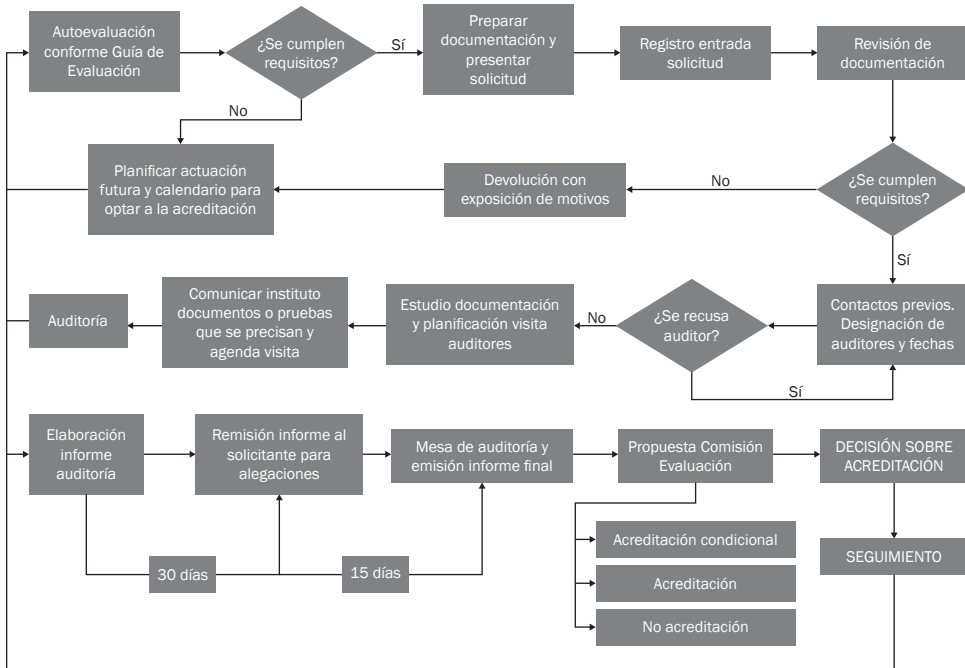 Autoevaluación
conforme Guía de
Evaluación
¿Se cumplen
requisitos?
Sí
Preparar
documentación y
presentar
solicitud
Registro entrada
solicitud
Revisión de
documentación
No
Planificar actuación
futura y calendario para
optar a la acreditación
Devolución con
exposición de motivos
No
¿Se cumplen
requisitos?
Sí
Auditoría
Comunicar instituto
documentos o pruebas
que se precisan y
agenda visita
Estudio documentación
y planificación visita
auditores
No
¿Se recusa
auditor?
Contactos previos.
Designación de
auditores y fechas
Sí
Elaboración
informe
auditoría
Remisión informe al
solicitante para
alegaciones
Mesa de auditoría y
emisión informe final
Propuesta Comisión
Evaluación
DECISIÓN SOBRE
ACREDITACIÓN
30 días
15 días
Acreditación condicional
Acreditación
No acreditación
SEGUIMIENTO